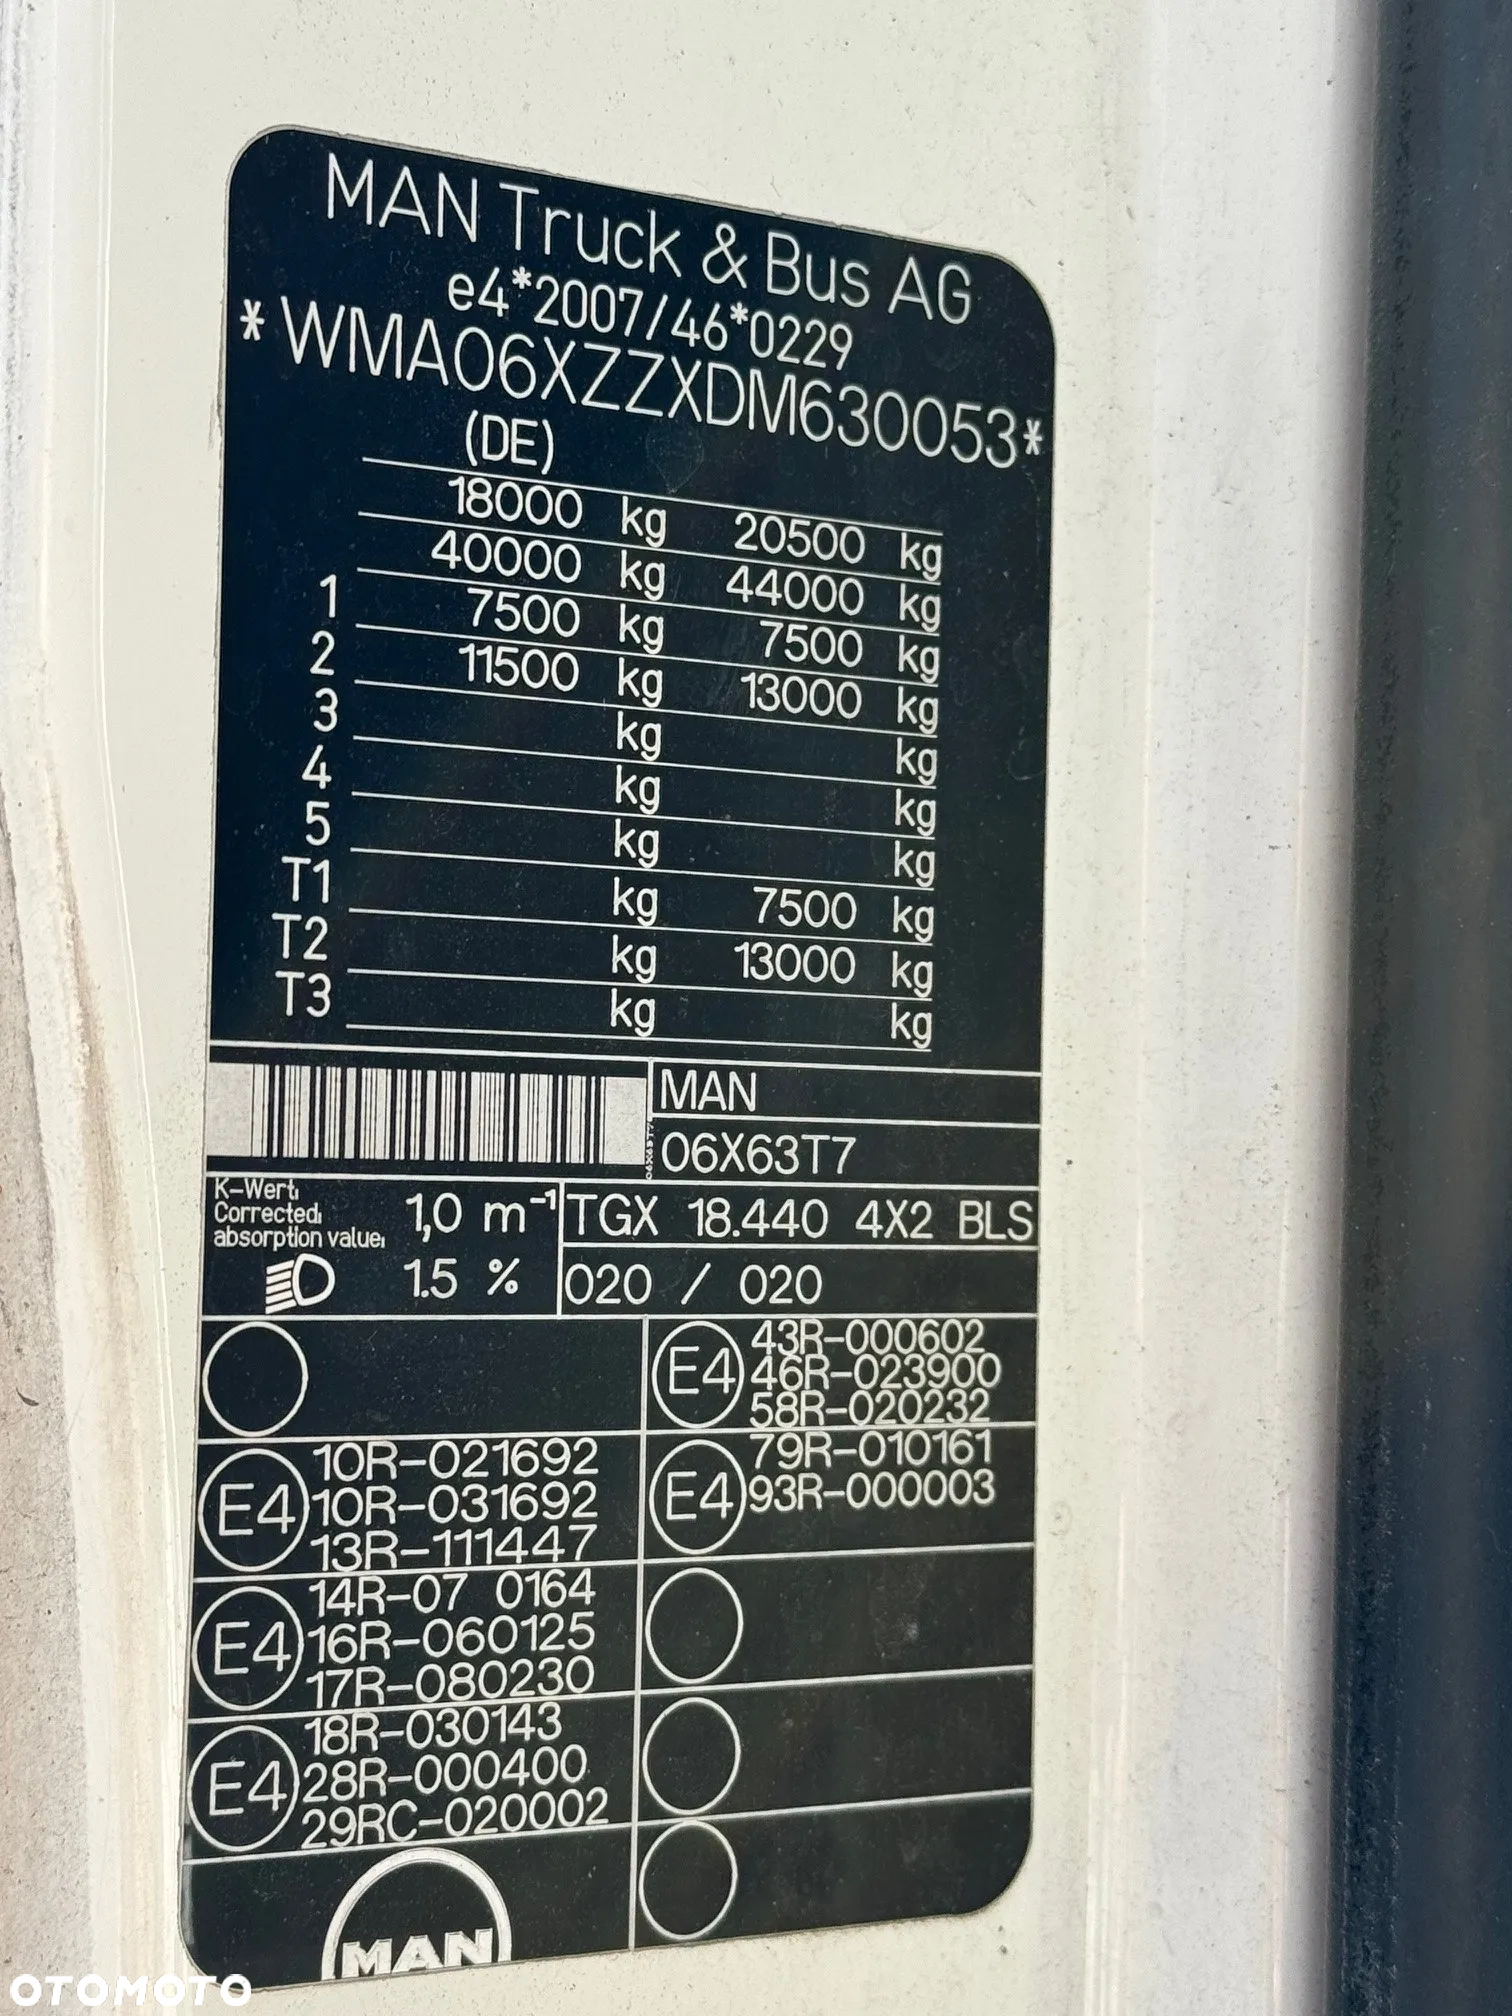 MAN Truck & Bus AG
e4*2007/46*0229
*WMA06XZZXDM630053*
(DE)
18000 kg 20500 kg
40000 kg 44000 kg
1 7500 kg 7500 kg
2 11500 kg 13000 kg
3 kg kg
4 kg kg
5 kg kg
T1 kg 7500 kg
T2 kg 13000 kg
T3 kg kg
MAN
06X63T7
06X63T7
K-Wert:
Corrected:
absorption value:
1,0 m⁻¹
TGX 18.440 4X2 BLS
1.5 %
020 / 020
E4
43R-000602
46R-023900
58R-020232
E4
10R-021692
10R-031692
13R-111447
E4
79R-010161
93R-000003
E4
14R-07 0164
16R-060125
17R-080230
E4
18R-030143
28R-000400
29RC-020002
MAN
OTOMOTO